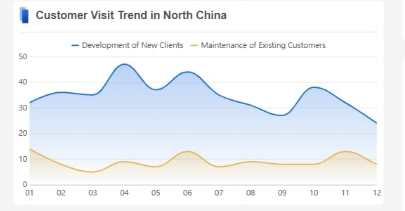 Customer Visit Trend in North China
Development of New Clients Maintenance of Existing Customers
50
40
30
20
10
0
01 02 03 04 05 06 07 08 09 10 11 12